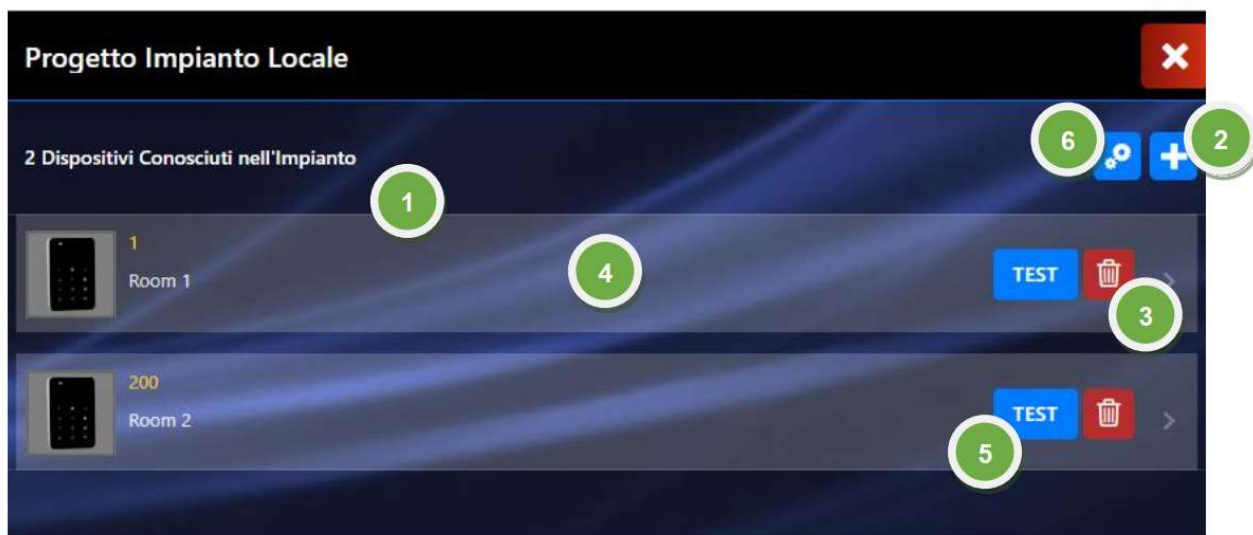 Progetto Impianto Locale
2 Dispositivi Conosciuti nell'Impianto
6
2
1
1
Room 1
4
TEST
3
200
Room 2
TEST
5